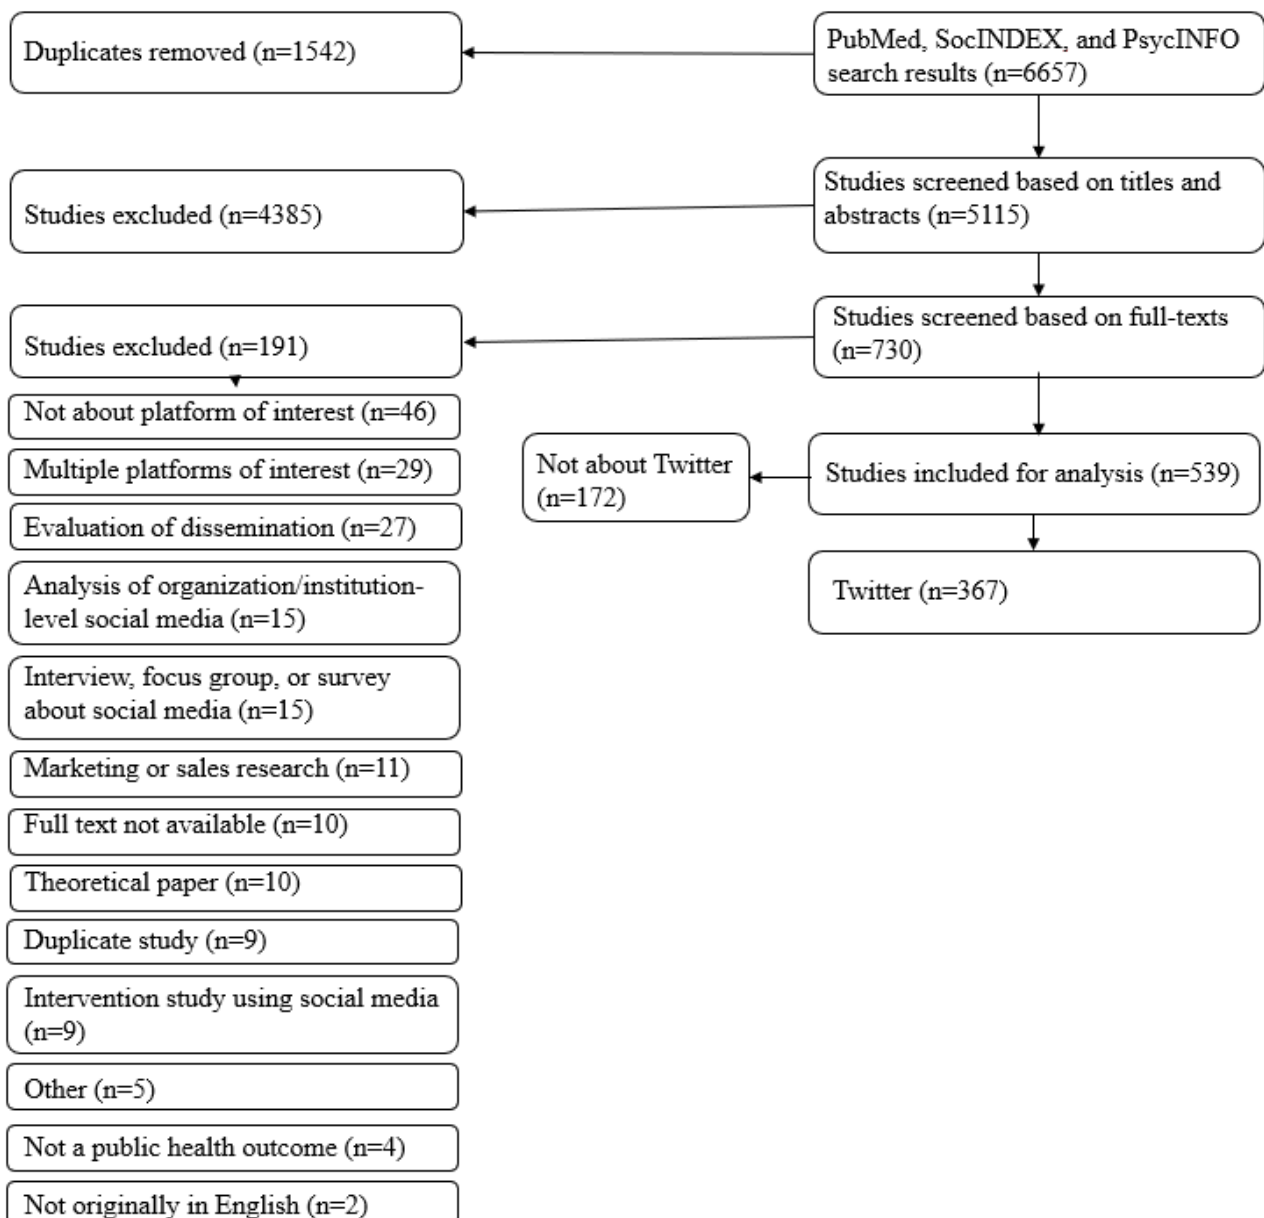 Duplicates removed (n=1542)
PubMed, SocINDEX, and PsycINFO
search results (n=6657)
Studies excluded (n=4385)
Studies screened based on titles and
abstracts (n=5115)
Studies excluded (n=191)
Studies screened based on full-texts
(n=730)
Not about platform of interest (n=46)
Multiple platforms of interest (n=29)
Evaluation of dissemination (n=27)
Analysis of organization/institution-
level social media (n=15)
Interview, focus group, or survey
about social media (n=15)
Marketing or sales research (n=11)
Full text not available (n=10)
Theoretical paper (n=10)
Duplicate study (n=9)
Intervention study using social media
(n=9)
Other (n=5)
Not a public health outcome (n=4)
Not originally in English (n=2)
Not about Twitter
(n=172)
Studies included for analysis (n=539)
Twitter (n=367)